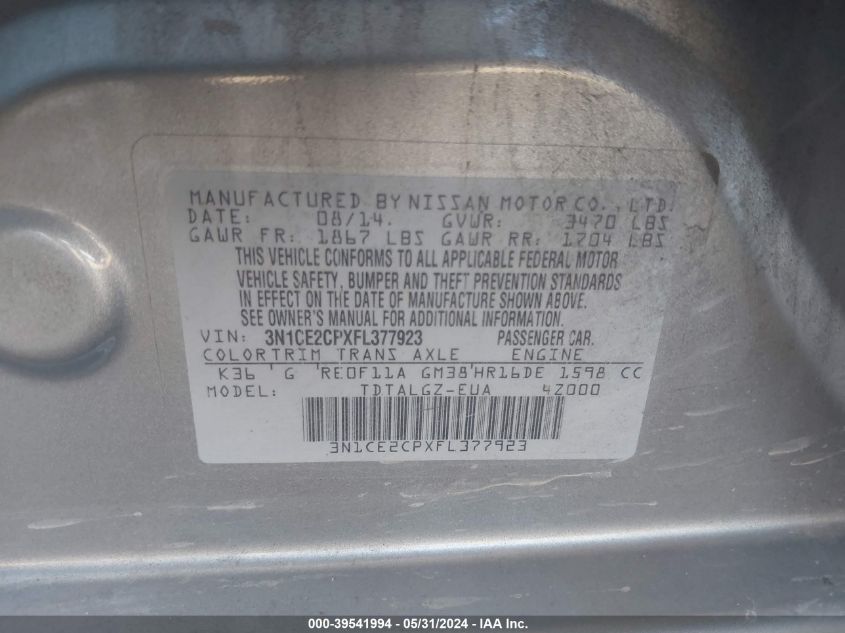 MANUFACTURED BY NISSAN MOTOR CO., LTD.
DATE: 08/14. GVWR: 3470 LBS
GAWR FR: 1867 LBS GAWR RR: 1704 LBS
THIS VEHICLE CONFORMS TO ALL APPLICABLE FEDERAL MOTOR
VEHICLE SAFETY, BUMPER AND THEFT PREVENTION STANDARDS
IN EFFECT ON THE DATE OF MANUFACTURE SHOWN ABOVE.
SEE OWNER'S MANUAL FOR ADDITIONAL INFORMATION.
VIN: 3N1CE2CPXFL377923 PASSENGER CAR.
COLOR TRIM TRANS AXLE ENGINE
K36 ' G 'RE0F11A GM38'HR16DE 1598 CC
MODEL: TDTALGZ-EUA 4Z000
3N1CE2CPXFL377923
000-39541994 / 05/31/2024 - IAA Inc.